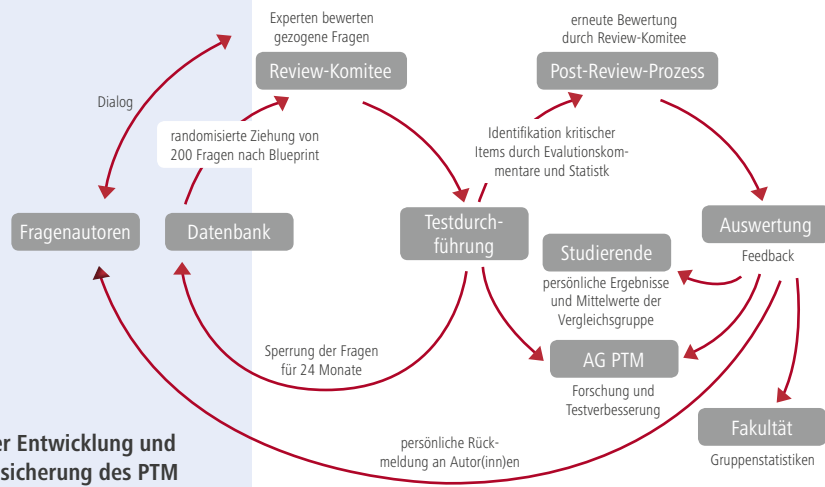 Experten bewerten
gezogene Fragen
Review-Komitee
erneute Bewertung
durch Review-Komitee
Post-Review-Prozess
Dialog
randomisierte Ziehung von
200 Fragen nach Blueprint
Identifikation kritischer
Items durch Evalutionskom-
mentare und Statistk
Fragenautoren
Datenbank
Testdurch-
führung
Auswertung
Feedback
Studierende
persönliche Ergebnisse
und Mittelwerte der
Vergleichsgruppe
Sperrung der Fragen
für 24 Monate
AG PTM
Forschung und
Testverbesserung
Fakultät
Gruppenstatistiken
persönliche Rück-
meldung an Autor(inn)en
er Entwicklung und
sicherung des PTM